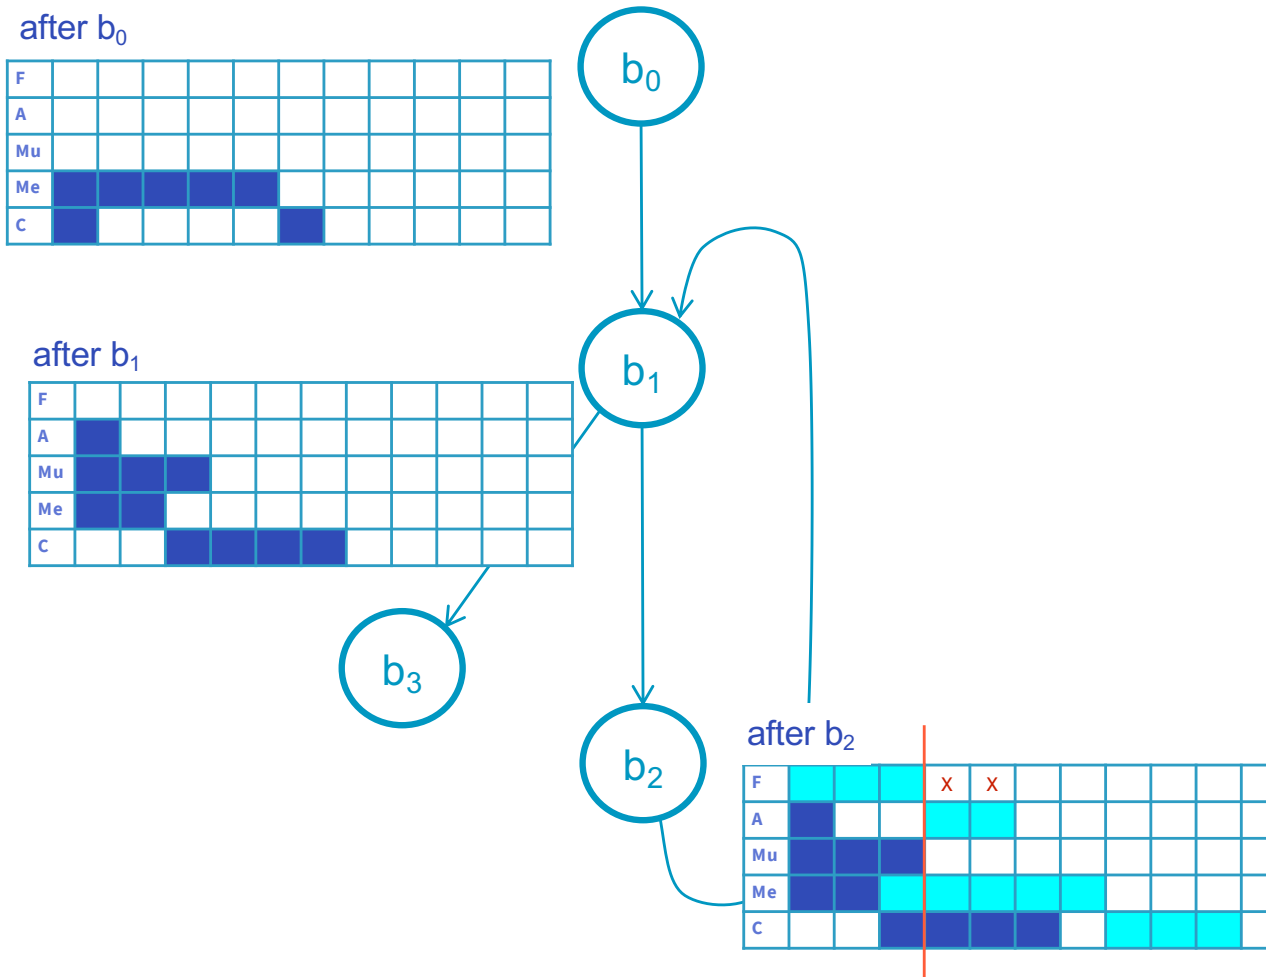 after b₀
F
A
Mu
Me
C
b₀
after b₁
F
A
Mu
Me
C
b₁
b₃
b₂
after b₂
F X X
A
Mu
Me
C